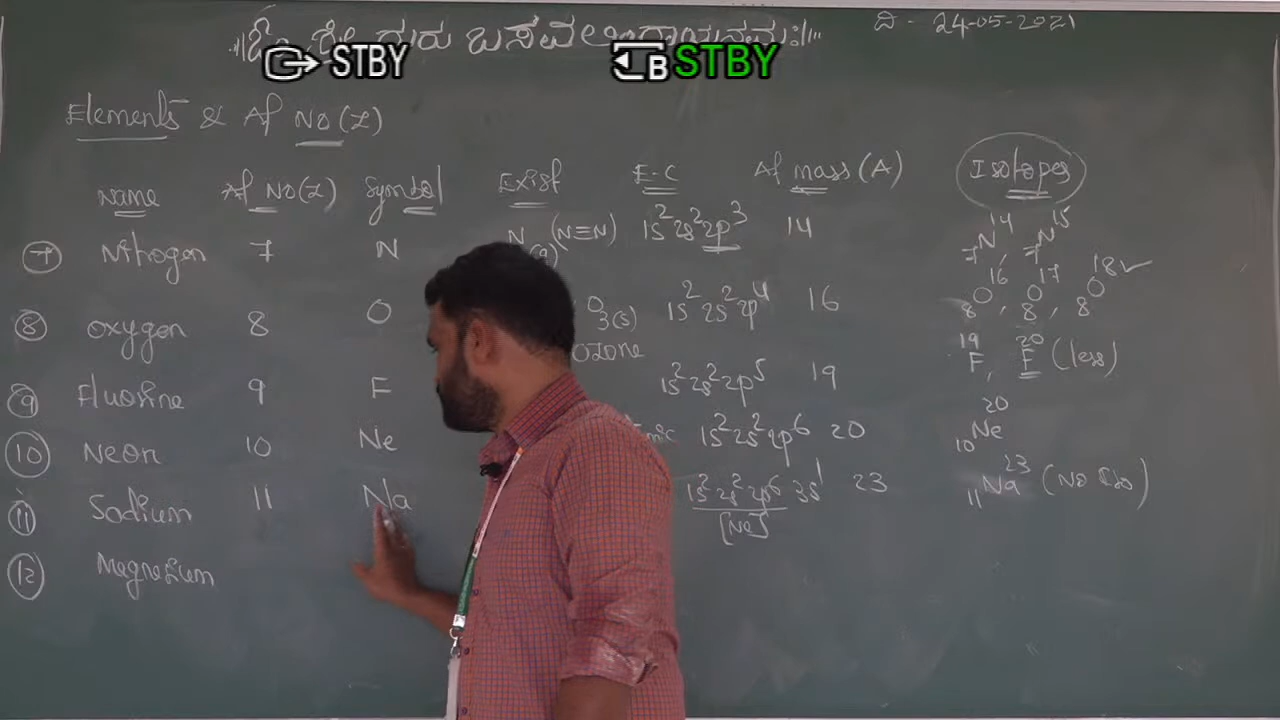 ದಿ - 24-05-2021
STBY B STBY
Elements & At No (Z)
Name At No(Z) Symbol Exist E-C At mass (A) Isotopes
7 Nitrogen 7 N N (N≡N) 1s² 2s² 2p³ 14 ₇N¹⁴, ₇N¹⁵
(g)
8 Oxygen 8 O O₃(s) 1s² 2s² 2p⁴ 16 ₈O¹⁶, ₈O¹⁷, ₈O¹⁸ ✓
ozone
9 Fluorine 9 F 1s² 2s² 2p⁵ 19 ¹⁹F, ²⁰F (less)
10 Neon 10 Ne 1s² 2s² 2p⁶ 20 ₁₀Ne²⁰
11 Sodium 11 Na 1s² 2s² 2p⁶ 3s¹ 23 ₁₁Na²³
[Ne]
12 Magnesium